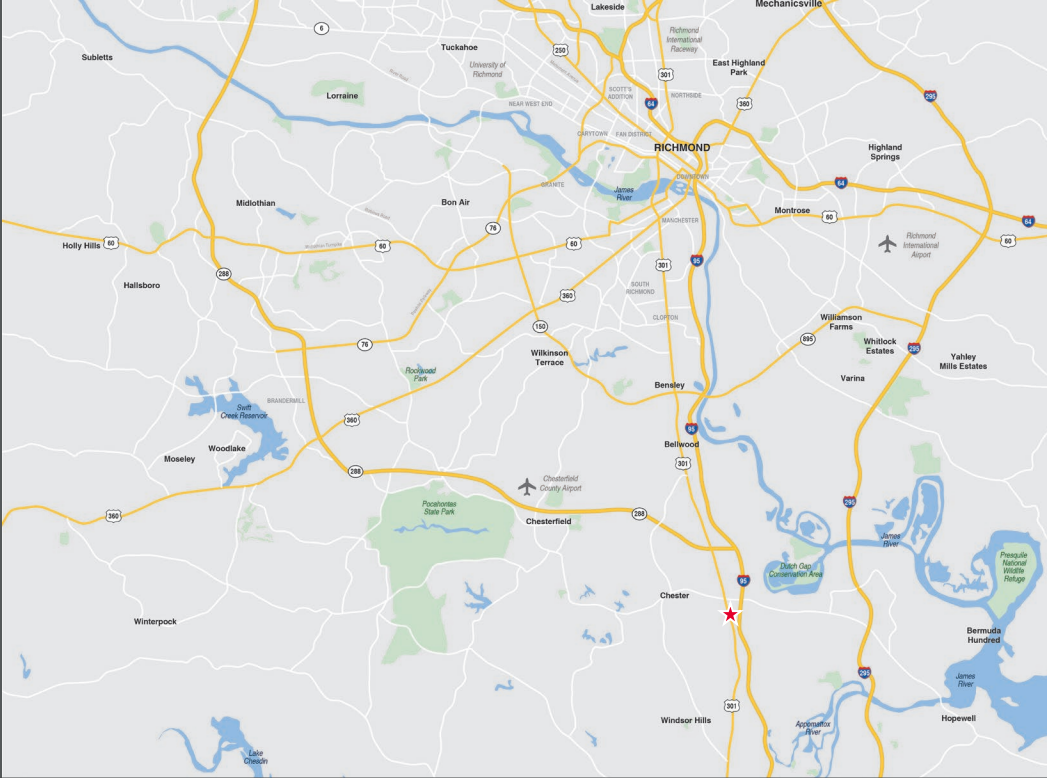 Lakeside
Mechanicsville
6
Tuckahoe
Richmond
International
Raceway
250
Subletts
University of
Richmond
301
East Highland
Park
Lorraine
SCOTT'S
ADDITION
NORTHSIDE
295
NEAR WEST END
64
360
CARYTOWN
FAN DISTRICT
RICHMOND
Highland
Springs
DOWNTOWN
64
GRANITE
James
River
Midlothian
Bon Air
Montrose
60
MANCHESTER
64
76
Holly Hills
60
60
60
60
Richmond
International
Airport
301
95
288
Hallsboro
SOUTH
RICHMOND
360
CLOPTON
150
Williamson
Farms
895
76
Whitlock
Estates
295
Wilkinson
Terrace
Yahley
Mills Estates
Rockwood
Park
Bensley
Varina
BRANDERMILL
Swift
Creek Reservoir
360
95
Bellwood
Woodlake
Moseley
301
288
Chesterfield
County Airport
Pocahontas
State Park
295
360
288
Chesterfield
James
River
Presquile
National
Wildlife
Refuge
Dutch Gap
Conservation Area
95
Chester
Winterpock
Bermuda
Hundred
295
James
River
301
Windsor Hills
Hopewell
Appomattox
River
Lake
Chesdin